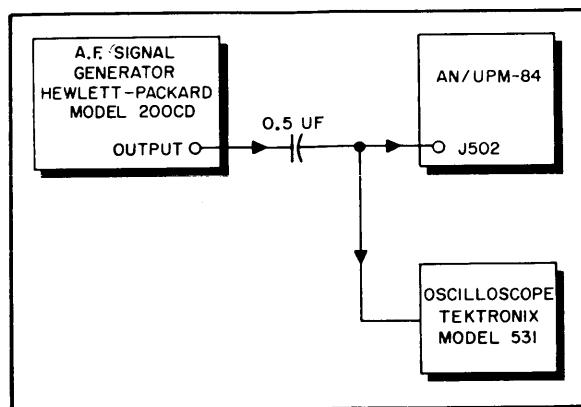 A.F. SIGNAL
GENERATOR
HEWLETT-PACKARD
MODEL 200CD
OUTPUT
0.5 UF
AN/UPM-84
J502
OSCILLOSCOPE
TEKTRONIX
MODEL 531